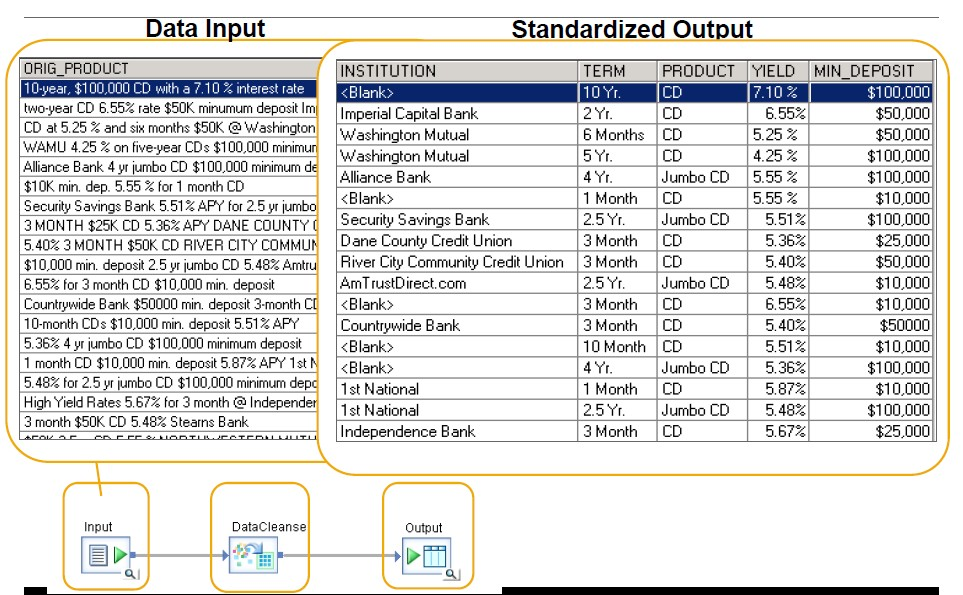 Data Input
Standardized Output
ORIG_PRODUCT
10-year, $100,000 CD with a 7.10 % interest rate
two-year CD 6.55% rate $50K minumum deposit Im
CD at 5.25 % and six months $50K @ Washington
WAMU 4.25 % on five-year CDs $100,000 minimum
Alliance Bank 4 yr jumbo CD $100,000 minimum de
$10K min. dep. 5.55 % for 1 month CD
Security Savings Bank 5.51% APY for 2.5 yr jumbo
3 MONTH $25K CD 5.36% APY DANE COUNTY
5.40% 3 MONTH $50K CD RIVER CITY COMMUN
$10,000 min. deposit 2.5 yr jumbo CD 5.48% Amtru
6.55% for 3 month CD $10,000 min. deposit
Countrywide Bank $50000 min. deposit 3-month CD
10-month CDs $10,000 min. deposit 5.51% APY
5.36% 4 yr jumbo CD $100,000 minimum deposit
1 month CD $10,000 min. deposit 5.87% APY 1st N
5.48% for 2.5 yr jumbo CD $100,000 minimum depo
High Yield Rates 5.67% for 3 month @ Independen
3 month $50K CD 5.48% Stearns Bank
INSTITUTION TERM PRODUCT YIELD MIN_DEPOSIT
<Blank> 10 Yr. CD 7.10 % $100,000
Imperial Capital Bank 2 Yr. CD 6.55% $50,000
Washington Mutual 6 Months CD 5.25 % $50,000
Washington Mutual 5 Yr. CD 4.25 % $100,000
Alliance Bank 4 Yr. Jumbo CD 5.55 % $100,000
<Blank> 1 Month CD 5.55 % $10,000
Security Savings Bank 2.5 Yr. Jumbo CD 5.51% $100,000
Dane County Credit Union 3 Month CD 5.36% $25,000
River City Community Credit Union 3 Month CD 5.40% $50,000
AmTrustDirect.com 2.5 Yr. Jumbo CD 5.48% $10,000
<Blank> 3 Month CD 6.55% $10,000
Countrywide Bank 3 Month CD 5.40% $50000
<Blank> 10 Month CD 5.51% $10,000
<Blank> 4 Yr. Jumbo CD 5.36% $100,000
1st National 1 Month CD 5.87% $10,000
1st National 2.5 Yr. Jumbo CD 5.48% $100,000
Independence Bank 3 Month CD 5.67% $25,000
Input
DataCleanse
Output